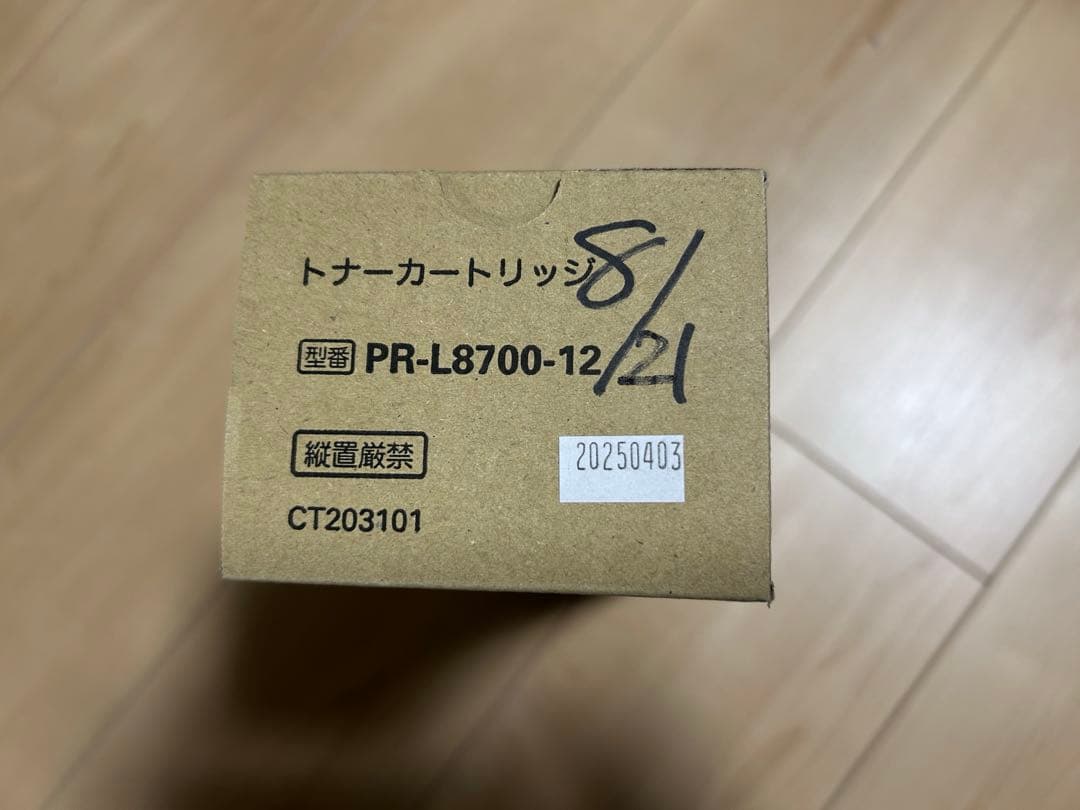 トナーカートリッジ
8/21
型番 PR-L8700-12
縦置厳禁
20250403
CT203101